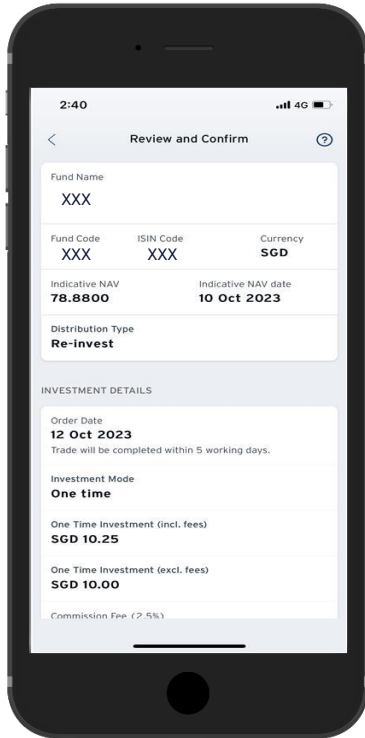 2:40
4G
Review and Confirm
?
Fund Name
XXX
Fund Code ISIN Code Currency
XXX XXX SGD
Indicative NAV Indicative NAV date
78.8800 10 Oct 2023
Distribution Type
Re-invest
INVESTMENT DETAILS
Order Date
12 Oct 2023
Trade will be completed within 5 working days.
Investment Mode
One time
One Time Investment (incl. fees)
SGD 10.25
One Time Investment (excl. fees)
SGD 10.00
Commission Fee (2.5%)